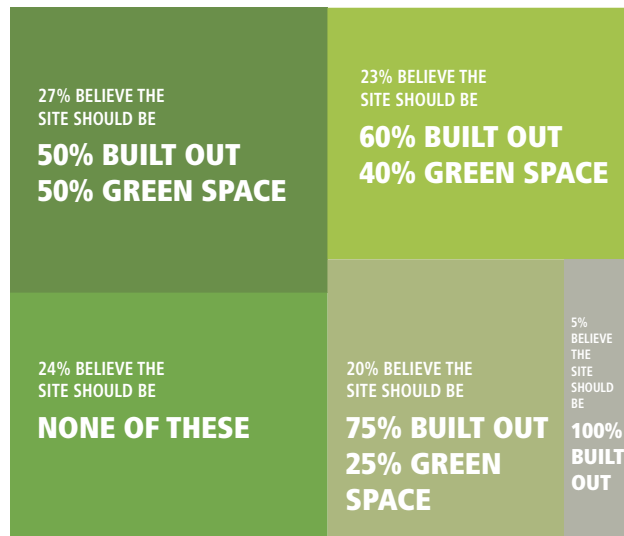 27% BELIEVE THE
SITE SHOULD BE
50% BUILT OUT
50% GREEN SPACE
23% BELIEVE THE
SITE SHOULD BE
60% BUILT OUT
40% GREEN SPACE
24% BELIEVE THE
SITE SHOULD BE
NONE OF THESE
20% BELIEVE THE
SITE SHOULD BE
75% BUILT OUT
25% GREEN
SPACE
5%
BELIEVE
THE
SITE
SHOULD
BE
100%
BUILT
OUT